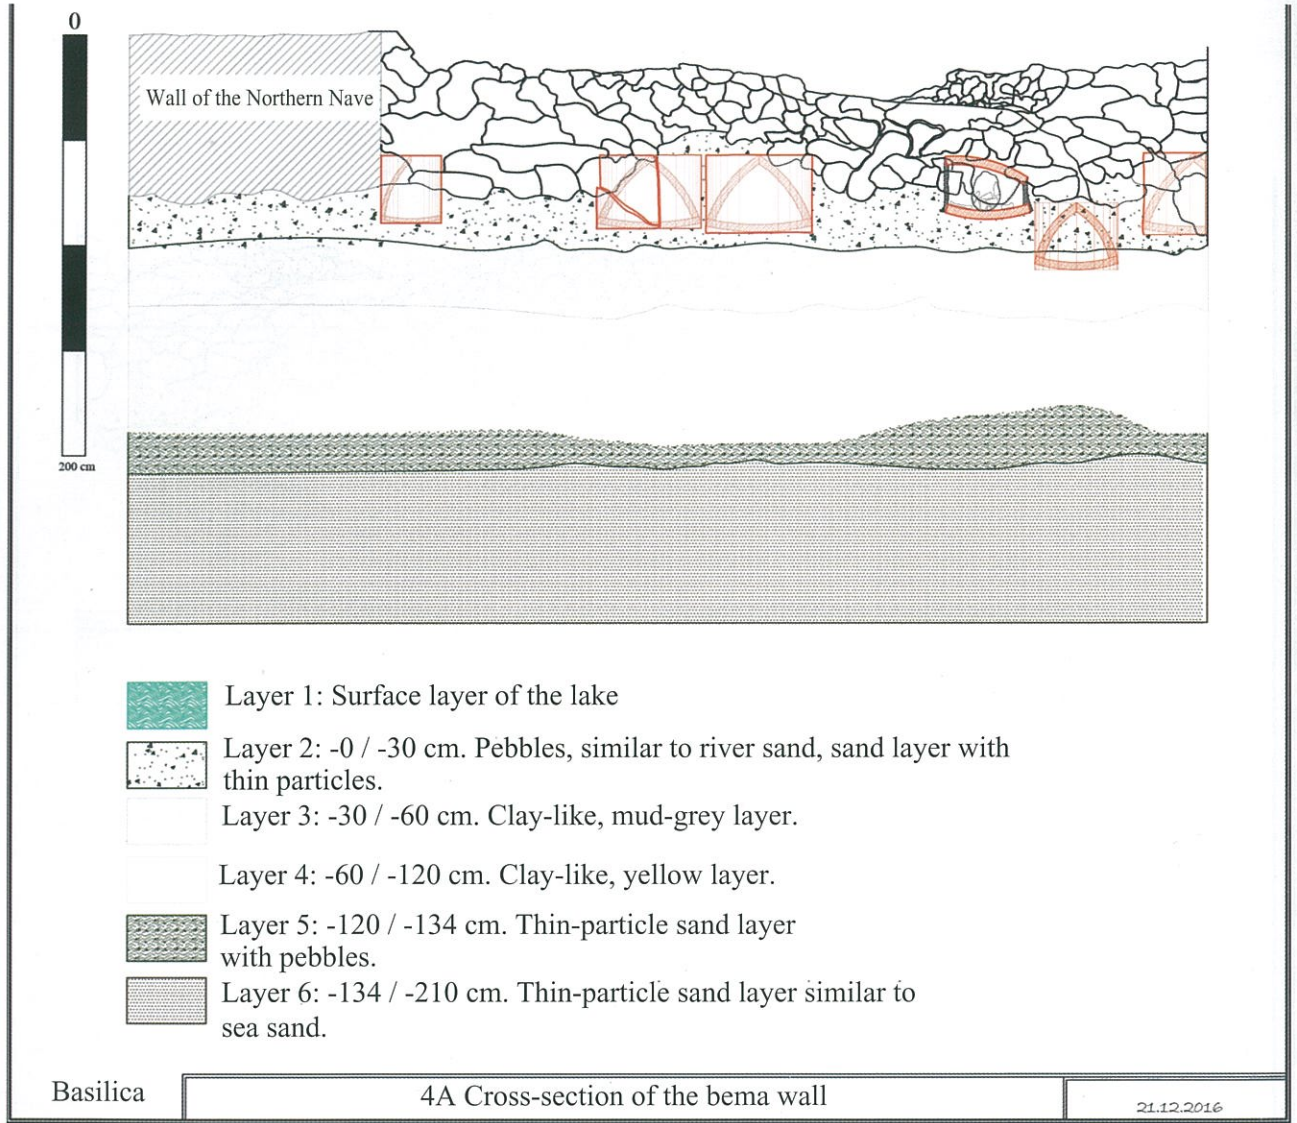 0
Wall of the Northern Nave
200 cm
Layer 1: Surface layer of the lake
Layer 2: -0 / -30 cm. Pebbles, similar to river sand, sand layer with
thin particles.
Layer 3: -30 / -60 cm. Clay-like, mud-grey layer.
Layer 4: -60 / -120 cm. Clay-like, yellow layer.
Layer 5: -120 / -134 cm. Thin-particle sand layer
with pebbles.
Layer 6: -134 / -210 cm. Thin-particle sand layer similar to
sea sand.
Basilica
4A Cross-section of the bema wall
21.12.2016